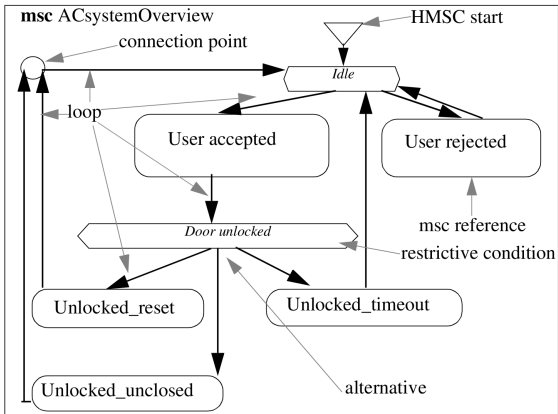 msc ACsystemOverview
HMSC start
connection point
Idle
loop
User accepted
User rejected
msc reference
Door unlocked
restrictive condition
Unlocked_reset
Unlocked_timeout
Unlocked_unclosed
alternative